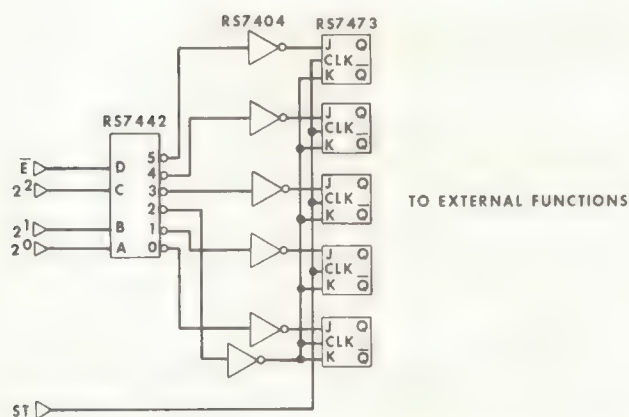 RS7404 RS7473
J Q
CLK
K Q̅
RS7442
J Q
CLK
K Q̅
E̅ D 5
2² C 4
3
2
2¹ B 1
2⁰ A 0
J Q
CLK
K Q̅
TO EXTERNAL FUNCTIONS
J Q
CLK
K Q̅
J Q
CLK
K Q̅
ST